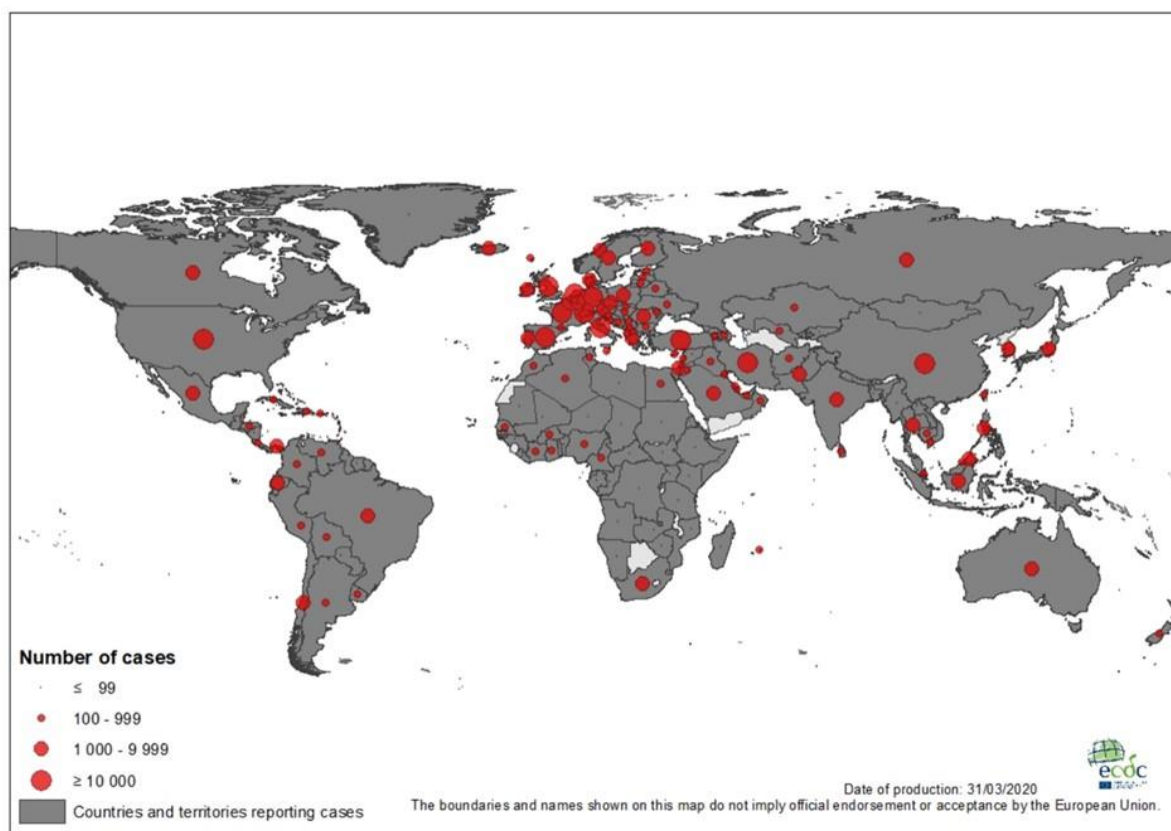 Number of cases
≤ 99
100 - 999
1 000 - 9 999
≥ 10 000
Countries and territories reporting cases
ecdc
Date of production: 31/03/2020
The boundaries and names shown on this map do not imply official endorsement or acceptance by the European Union.